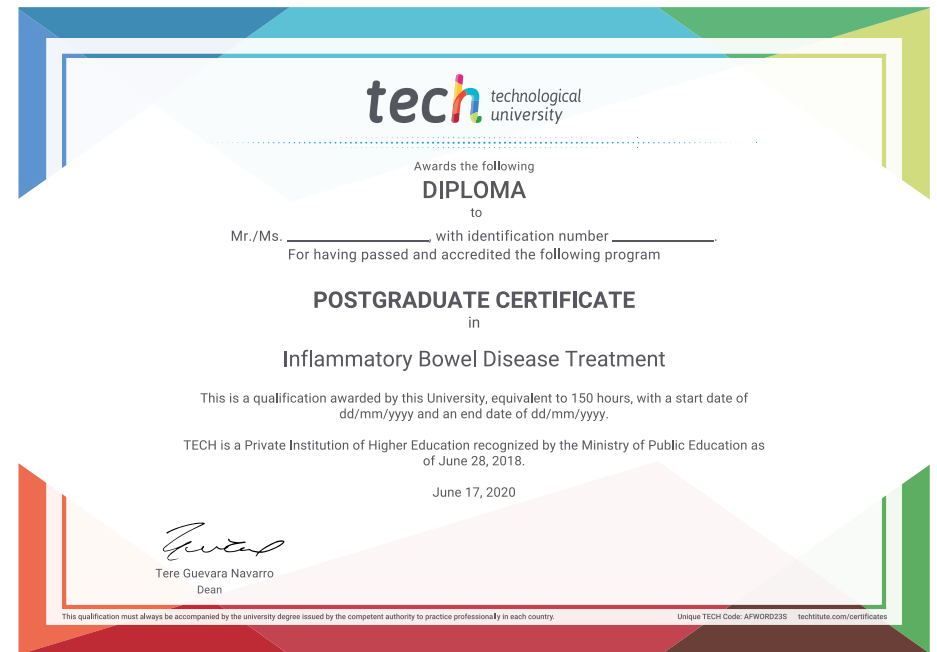 tech technological
university
Awards the following
DIPLOMA
to
Mr./Ms. ____________, with identification number ____________.
For having passed and accredited the following program
POSTGRADUATE CERTIFICATE
in
Inflammatory Bowel Disease Treatment
This is a qualification awarded by this University, equivalent to 150 hours, with a start date of
dd/mm/yyyy and an end date of dd/mm/yyyy.
TECH is a Private Institution of Higher Education recognized by the Ministry of Public Education as
of June 28, 2018.
June 17, 2020
Tere Guevara Navarro
Dean
This qualification must always be accompanied by the university degree issued by the competent authority to practice professionally in each country. Unique TECH Code: AFWORD23S techtitute.com/certificates